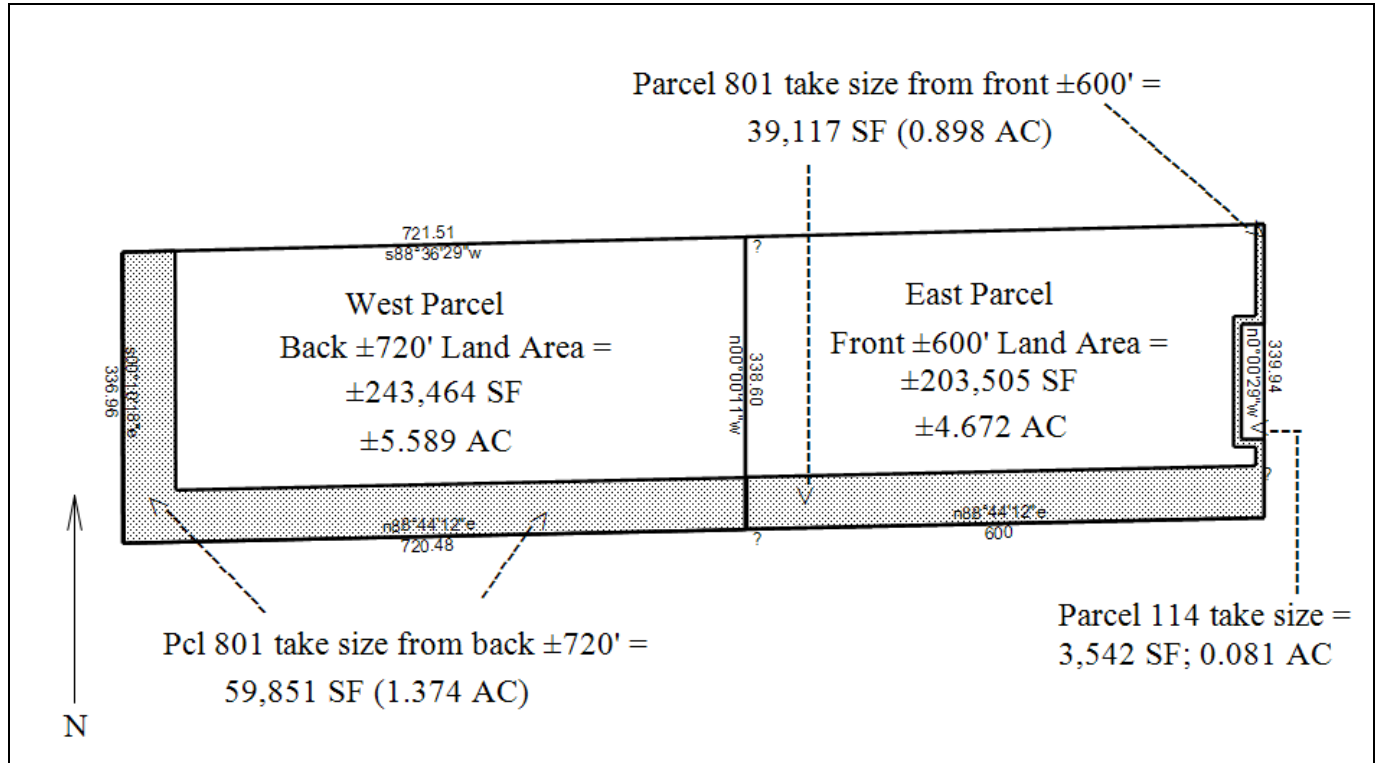 Parcel 801 take size from front ±600' =
39,117 SF (0.898 AC)
721.51
s88°36'29"w
?
West Parcel
Back ±720' Land Area =
±243,464 SF
±5.589 AC
East Parcel
Front ±600' Land Area =
±203,505 SF
±4.672 AC
336.96
338.60
n00°00'11"w
339.94
n0°00'29"w
?
n88°44'12"e
720.48
?
n88°44'12"e
600
Pcl 801 take size from back ±720' =
59,851 SF (1.374 AC)
Parcel 114 take size =
3,542 SF; 0.081 AC
N